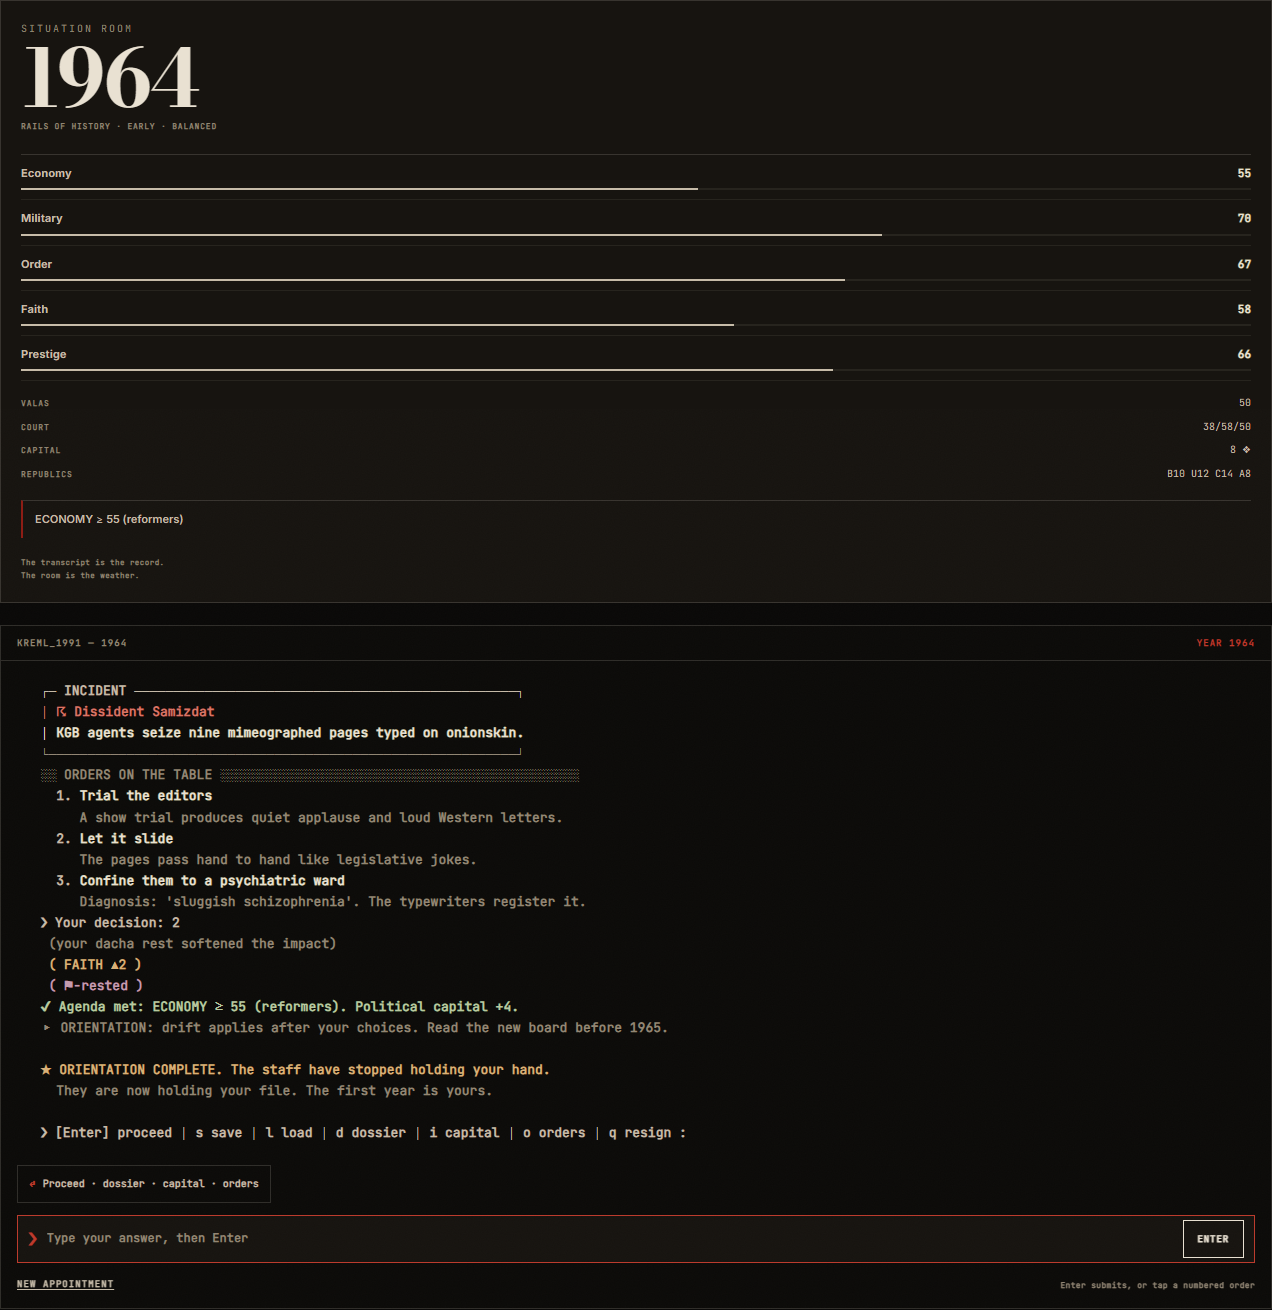 SITUATION ROOM
1964
RAILS OF HISTORY · EARLY · BALANCED
Economy 55
Military 70
Order 67
Faith 58
Prestige 66
VALAS 50
COURT 38/58/50
CAPITAL 8 ❖
REPUBLICS B10 U12 C14 A8
ECONOMY ≥ 55 (reformers)
The transcript is the record.
The room is the weather.
KREML_1991 — 1964 YEAR 1964
INCIDENT
☈ Dissident Samizdat
KGB agents seize nine mimeographed pages typed on onionskin.
ORDERS ON THE TABLE
1. Trial the editors
A show trial produces quiet applause and loud Western letters.
2. Let it slide
The pages pass hand to hand like legislative jokes.
3. Confine them to a psychiatric ward
Diagnosis: 'sluggish schizophrenia'. The typewriters register it.
❯ Your decision: 2
(your dacha rest softened the impact)
( FAITH ▲2 )
( ⚑-rested )
✔ Agenda met: ECONOMY ≥ 55 (reformers). Political capital +4.
▸ ORIENTATION: drift applies after your choices. Read the new board before 1965.
★ ORIENTATION COMPLETE. The staff have stopped holding your hand.
They are now holding your file. The first year is yours.
❯ [Enter] proceed | s save | l load | d dossier | i capital | o orders | q resign :
Proceed · dossier · capital · orders
❯ Type your answer, then Enter ENTER
NEW APPOINTMENT Enter submits, or tap a numbered order